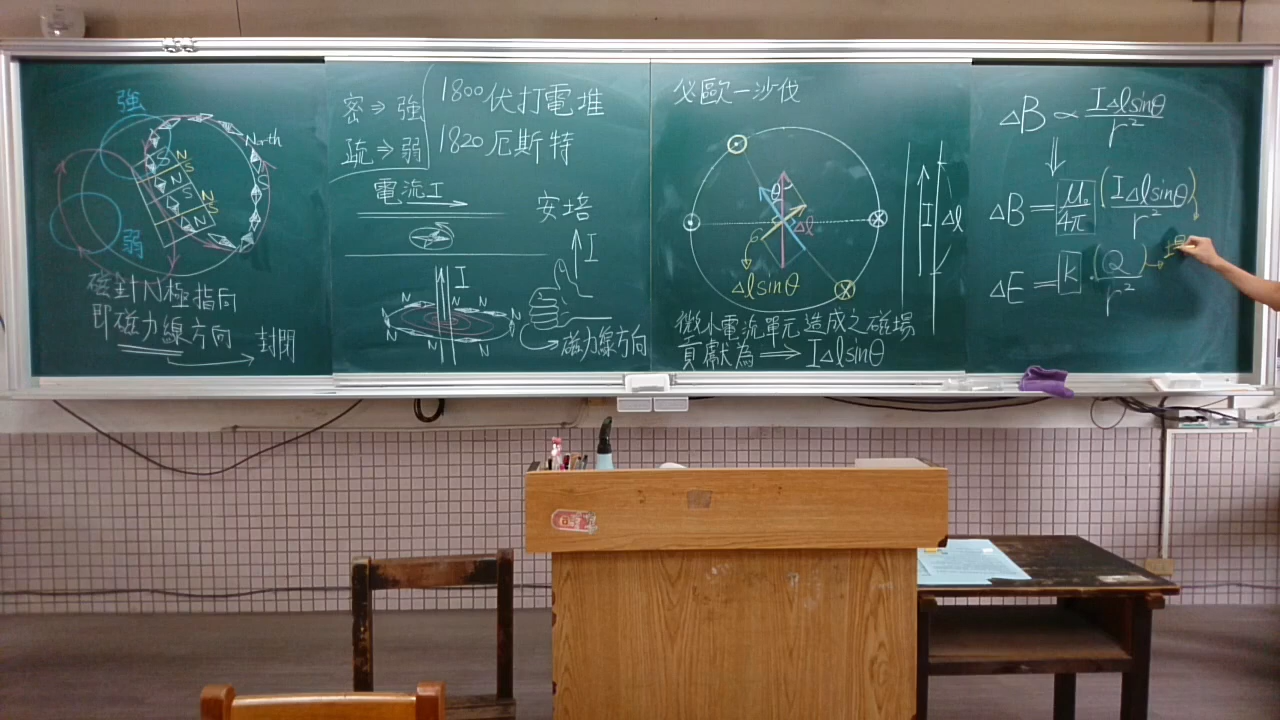 強
North
S
N
S
N
S
N
S
N
弱
磁針N極指向
即磁力線方向 → 封閉
密 ⇒ 強
疏 ⇒ 弱
1800伏打電堆
1820厄斯特
電流I
安培
I
I
N
N
N
N
N
N
磁力線方向
必歐－沙伐
θ
Δl
Δlsinθ
I
Δl
微小電流單元造成之磁場
貢獻為 ⟹ IΔlsinθ
ΔB ∝ IΔlsinθ / r²
⇓
ΔB = μ₀/4π (IΔlsinθ / r²)
ΔE = k · (Q / r²) →